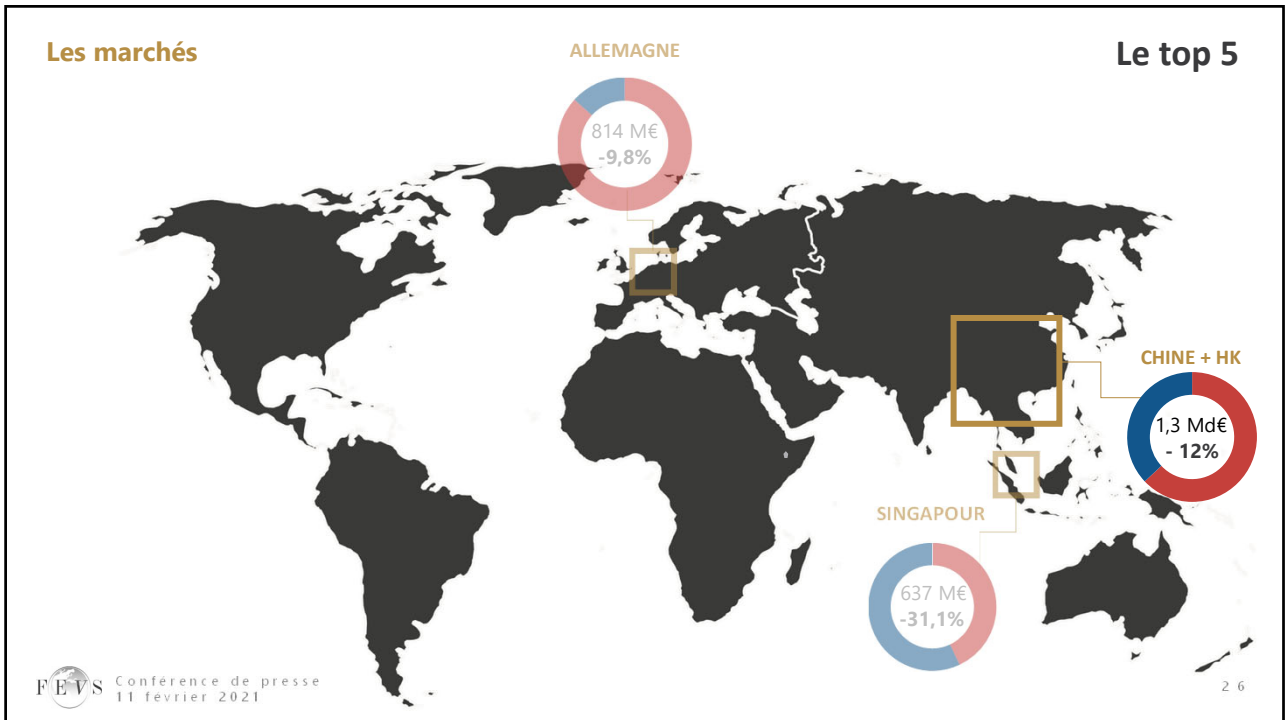 Les marchés
Le top 5
ALLEMAGNE
814 M€
-9,8%
CHINE + HK
1,3 Md€
- 12%
SINGAPOUR
637 M€
-31,1%
FEVS
Conférence de presse
11 février 2021
26